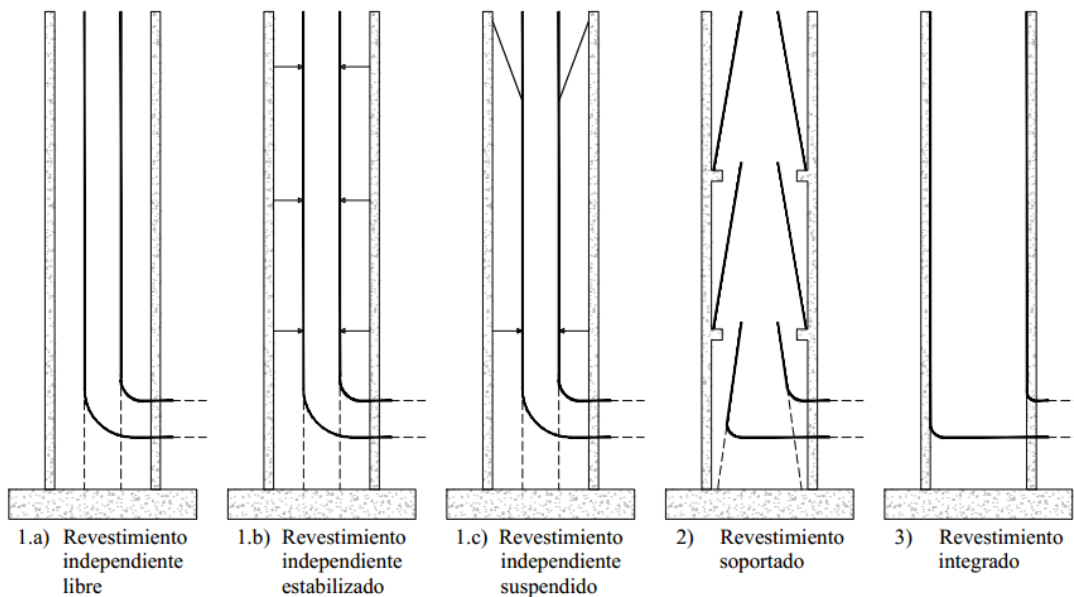 1.a) Revestimiento
independiente
libre
1.b) Revestimiento
independiente
estabilizado
1.c) Revestimiento
independiente
suspendido
2) Revestimiento
soportado
3) Revestimiento
integrado